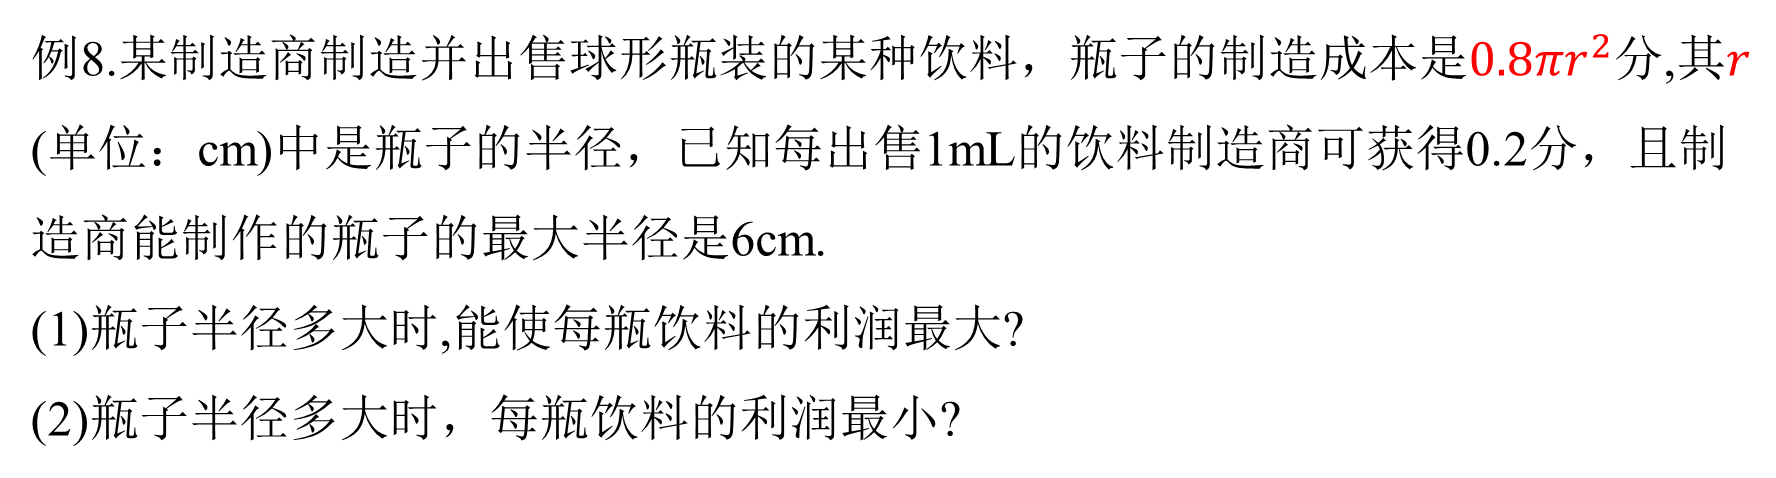 例8.某制造商制造并出售球形瓶装的某种饮料，瓶子的制造成本是0.8πr²分,其r
(单位：cm)中是瓶子的半径，已知每出售1mL的饮料制造商可获得0.2分，且制
造商能制作的瓶子的最大半径是6cm.
(1)瓶子半径多大时,能使每瓶饮料的利润最大?
(2)瓶子半径多大时，每瓶饮料的利润最小?